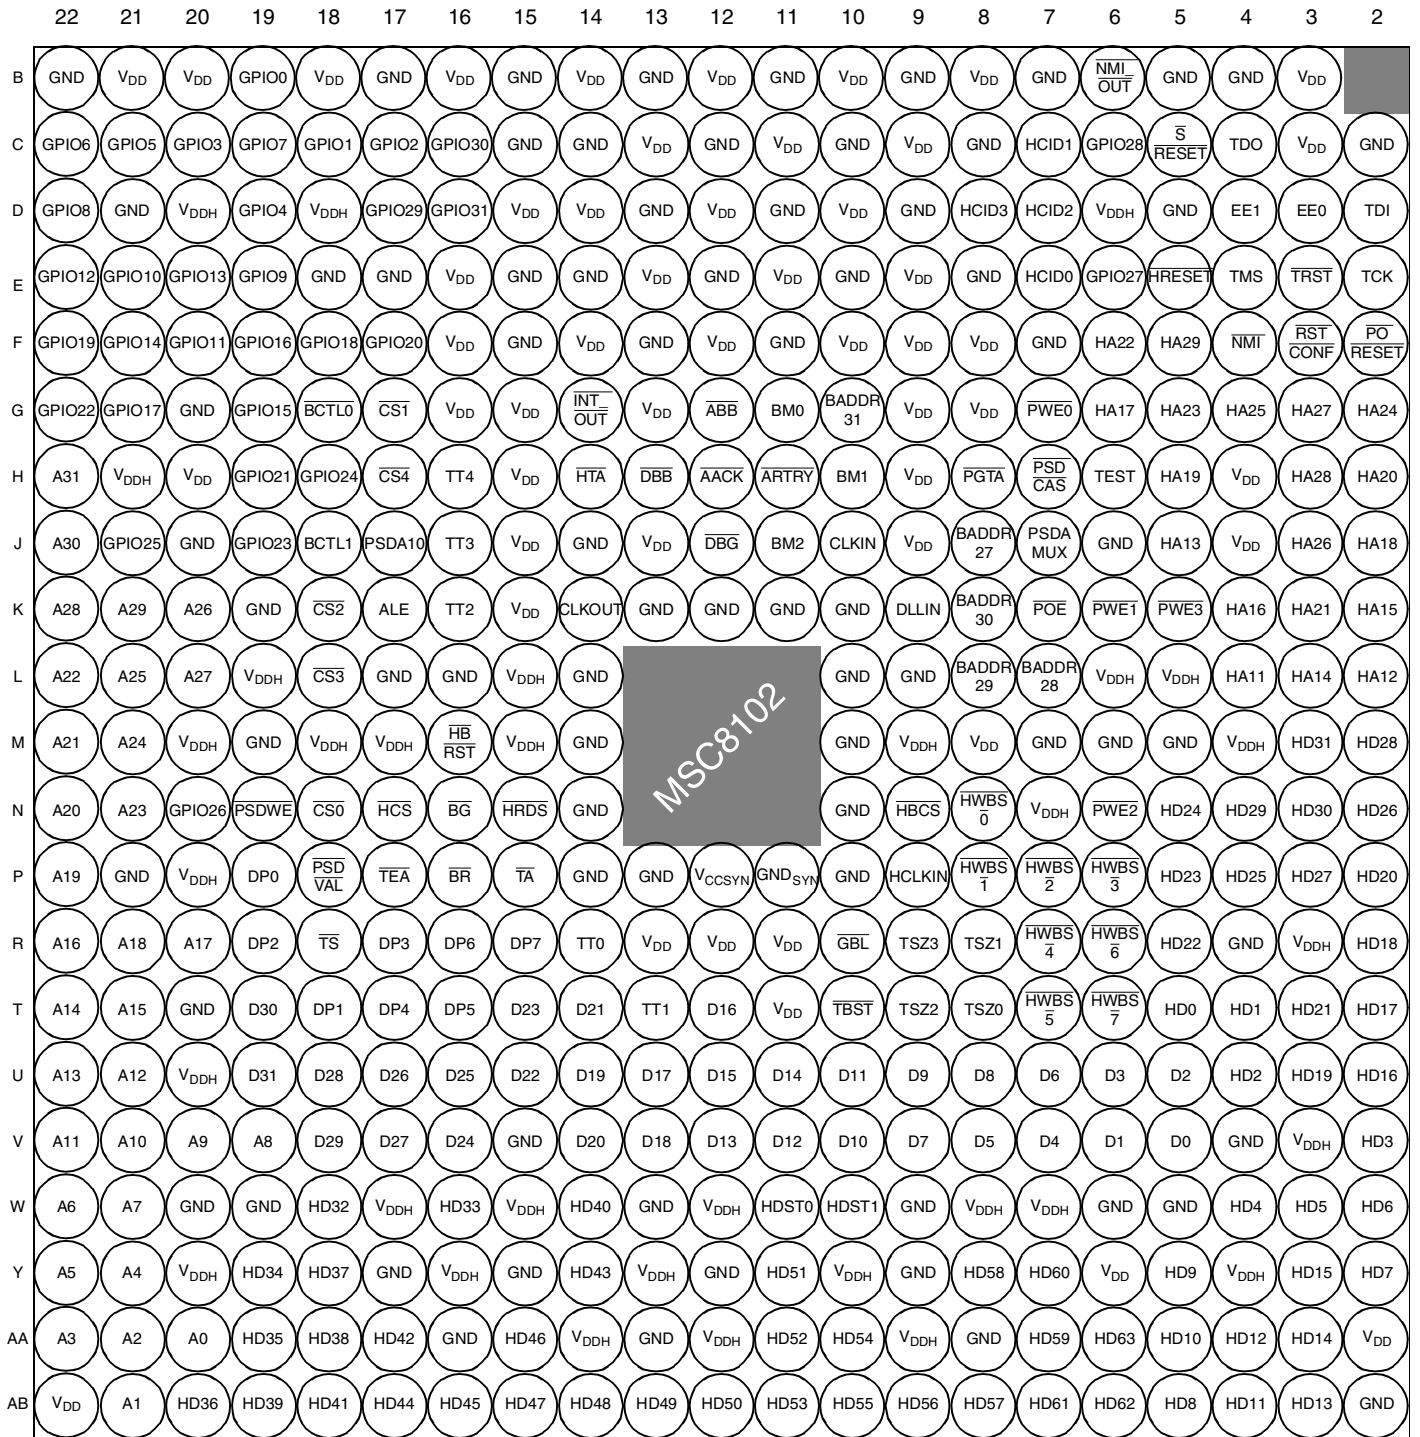 22 21 20 19 18 17 16 15 14 13 12 11 10 9 8 7 6 5 4 3 2
B GND VDD VDD GPIO0 VDD GND VDD GND VDD GND VDD GND VDD GND VDD GND NMI_OUT GND GND VDD
C GPIO6 GPIO5 GPIO3 GPIO7 GPIO1 GPIO2 GPIO30 GND GND VDD GND VDD GND VDD GND HCID1 GPIO28 S RESET TDO VDD GND
D GPIO8 GND VDDH GPIO4 VDDH GPIO29 GPIO31 VDD VDD GND VDD GND VDD GND HCID3 HCID2 VDDH GND EE1 EE0 TDI
E GPIO12 GPIO10 GPIO13 GPIO9 GND GND VDD GND GND VDD GND VDD GND VDD GND HCID0 GPIO27 HRESET TMS TRST TCK
F GPIO19 GPIO14 GPIO11 GPIO16 GPIO18 GPIO20 VDD GND VDD GND VDD GND VDD VDD VDD GND HA22 HA29 NMI RST CONF PO RESET
G GPIO22 GPIO17 GND GPIO15 BCTL0 CS1 VDD VDD INT_OUT VDD ABB BM0 BADDR 31 VDD VDD PWE0 HA17 HA23 HA25 HA27 HA24
H A31 VDDH VDD GPIO21 GPIO24 CS4 TT4 VDD HTA DBB AACK ARTRY BM1 VDD PGTA PSD CAS TEST HA19 VDD HA28 HA20
J A30 GPIO25 GND GPIO23 BCTL1 PSDA10 TT3 VDD GND VDD DBG BM2 CLKIN VDD BADDR 27 PSDA MUX GND HA13 VDD HA26 HA18
K A28 A29 A26 GND CS2 ALE TT2 VDD CLKOUT GND GND GND GND DLLIN BADDR 30 POE PWE1 PWE3 HA16 HA21 HA15
L A22 A25 A27 VDDH CS3 GND GND VDDH GND GND GND BADDR 29 BADDR 28 VDDH VDDH HA11 HA14 HA12
M A21 A24 VDDH GND VDDH VDDH HB RST VDDH GND MSC8102 GND VDDH VDD GND GND GND VDDH HD31 HD28
N A20 A23 GPIO26 PSDWE CS0 HCS BG HRDS GND GND HBCS HWBS 0 VDDH PWE2 HD24 HD29 HD30 HD26
P A19 GND VDDH DP0 PSD VAL TEA BR TA GND GND VCCSYN GNDSYN GND HCLKIN HWBS 1 HWBS 2 HWBS 3 HD23 HD25 HD27 HD20
R A16 A18 A17 DP2 TS DP3 DP6 DP7 TT0 VDD VDD VDD GBL TSZ3 TSZ1 HWBS 4 HWBS 6 HD22 GND VDDH HD18
T A14 A15 GND D30 DP1 DP4 DP5 D23 D21 TT1 D16 VDD TBST TSZ2 TSZ0 HWBS 5 HWBS 7 HD0 HD1 HD21 HD17
U A13 A12 VDDH D31 D28 D26 D25 D22 D19 D17 D15 D14 D11 D9 D8 D6 D3 D2 HD2 HD19 HD16
V A11 A10 A9 A8 D29 D27 D24 GND D20 D18 D13 D12 D10 D7 D5 D4 D1 D0 GND VDDH HD3
W A6 A7 GND GND HD32 VDDH HD33 VDDH HD40 GND VDDH HDST0 HDST1 GND VDDH VDDH GND GND HD4 HD5 HD6
Y A5 A4 VDDH HD34 HD37 GND VDDH GND HD43 VDDH GND HD51 VDDH GND HD58 HD60 VDD HD9 VDDH HD15 HD7
AA A3 A2 A0 HD35 HD38 HD42 GND HD46 VDDH GND VDDH HD52 HD54 VDDH GND HD59 HD63 HD10 HD12 HD14 VDD
AB VDD A1 HD36 HD39 HD41 HD44 HD45 HD47 HD48 HD49 HD50 HD53 HD55 HD56 HD57 HD61 HD62 HD8 HD11 HD13 GND